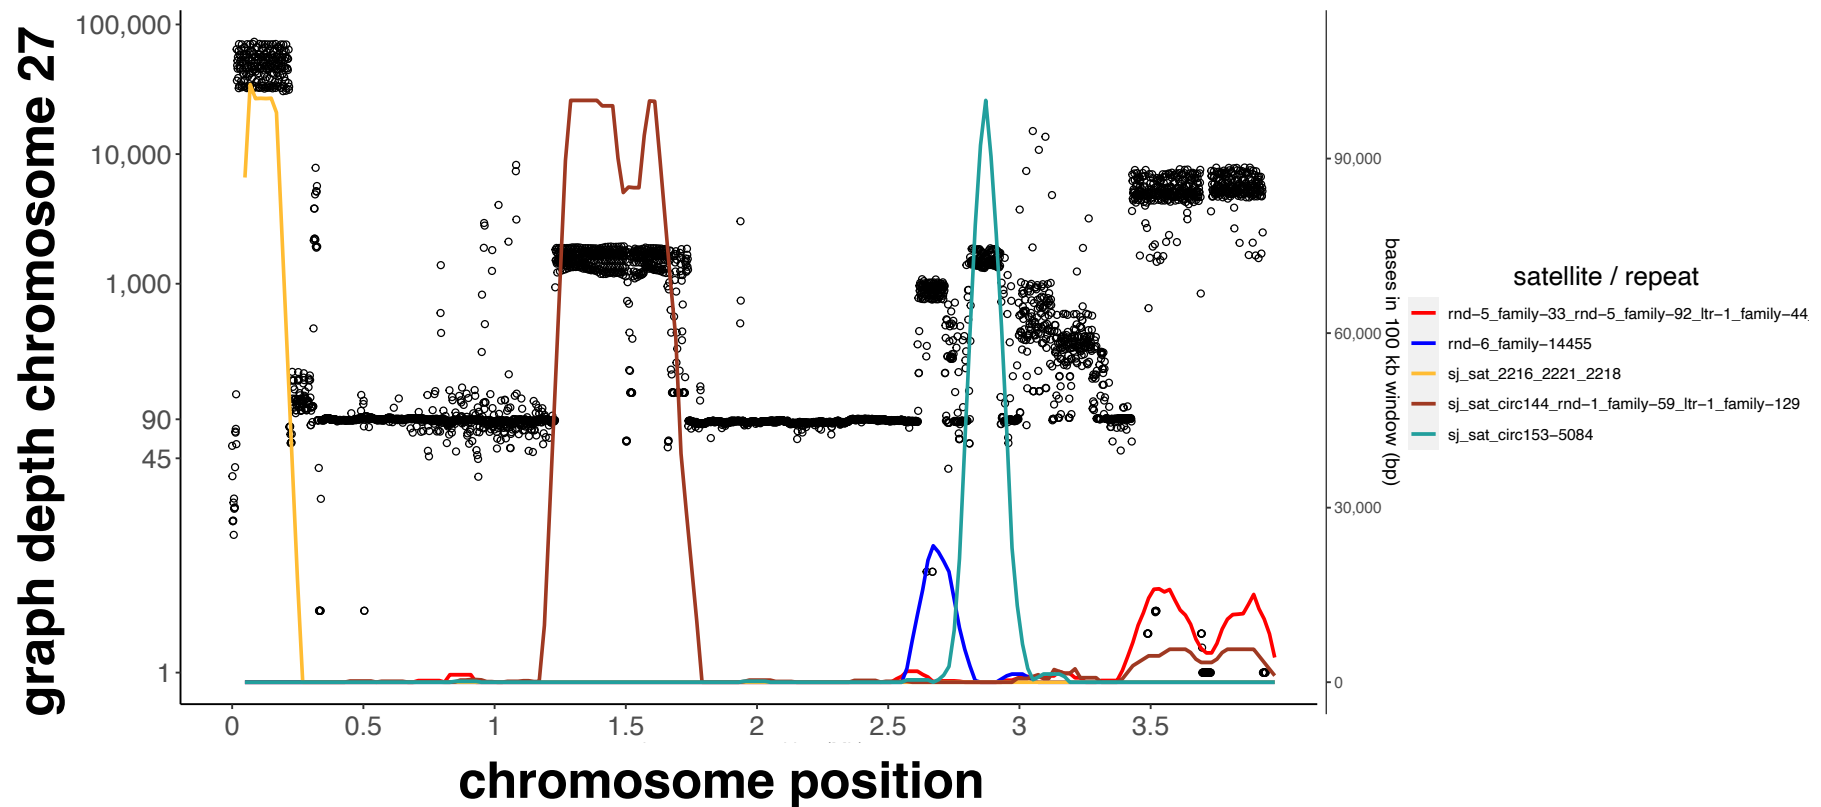 graph depth chromosome 27
100,000
10,000
1,000
90
45
1
0
0.5
1
1.5
2
2.5
3
3.5
chromosome position
90,000
60,000
30,000
0
bases in 100 kb window (bp)
satellite / repeat
rnd−5_family−33_rnd−5_family−92_ltr−1_family−44_
rnd−6_family−14455
sj_sat_2216_2221_2218
sj_sat_circ144_rnd−1_family−59_ltr−1_family−129
sj_sat_circ153−5084